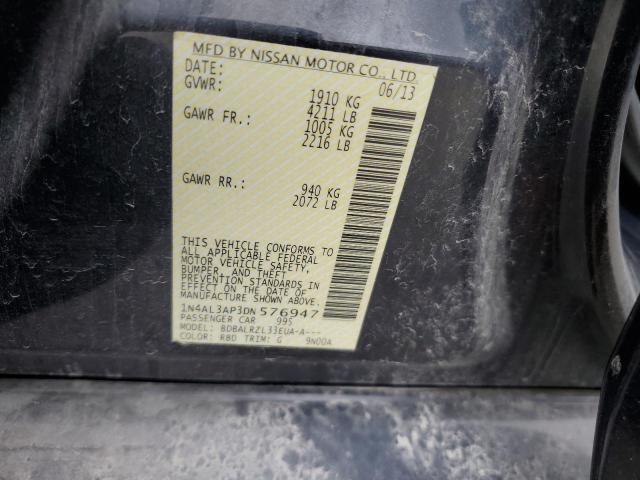 MFD BY NISSAN MOTOR CO., LTD.
DATE: 06/13
GVWR: 1910 KG
4211 LB
GAWR FR.: 1005 KG
2216 LB
GAWR RR.: 940 KG
2072 LB
THIS VEHICLE CONFORMS TO
ALL APPLICABLE FEDERAL
MOTOR VEHICLE SAFETY,
BUMPER, AND THEFT
PREVENTION STANDARDS IN
EFFECT ON THE DATE OF
MANUFACTURE SHOWN ABOVE.
1N4AL3AP3DN576947
PASSENGER CAR 995
MODEL: BDBALRZL33EUA-A---
COLOR: RBD TRIM: G 9N00A